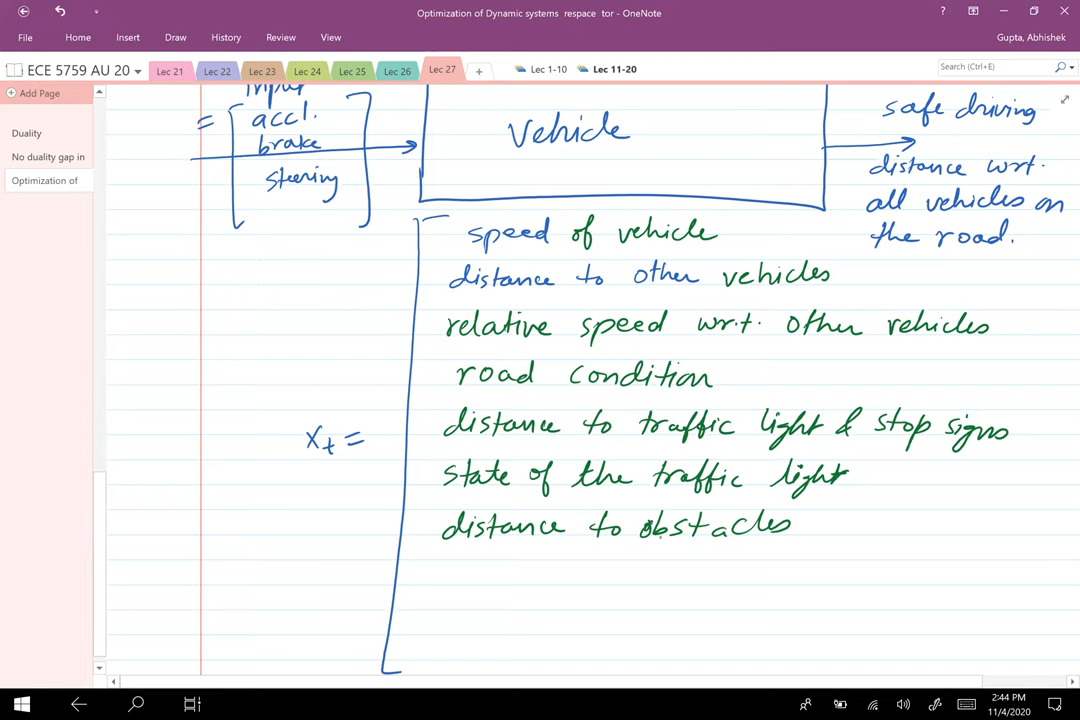 Optimization of Dynamic systems respace tor - OneNote
Gupta, Abhishek
File Home Insert Draw History Review View
ECE 5759 AU 20
Lec 21 Lec 22 Lec 23 Lec 24 Lec 25 Lec 26 Lec 27 Lec 1-10 Lec 11-20
Search (Ctrl+E)
Add Page
Duality
No duality gap in
Optimization of
input
= accl.
brake
steering
vehicle
safe driving
distance wrt.
all vehicles on
the road.
speed of vehicle
distance to other vehicles
relative speed wr.t. other vehicles
road condition
distance to traffic light & stop signs
xt =
state of the traffic light
distance to obstacles
2:44 PM
11/4/2020